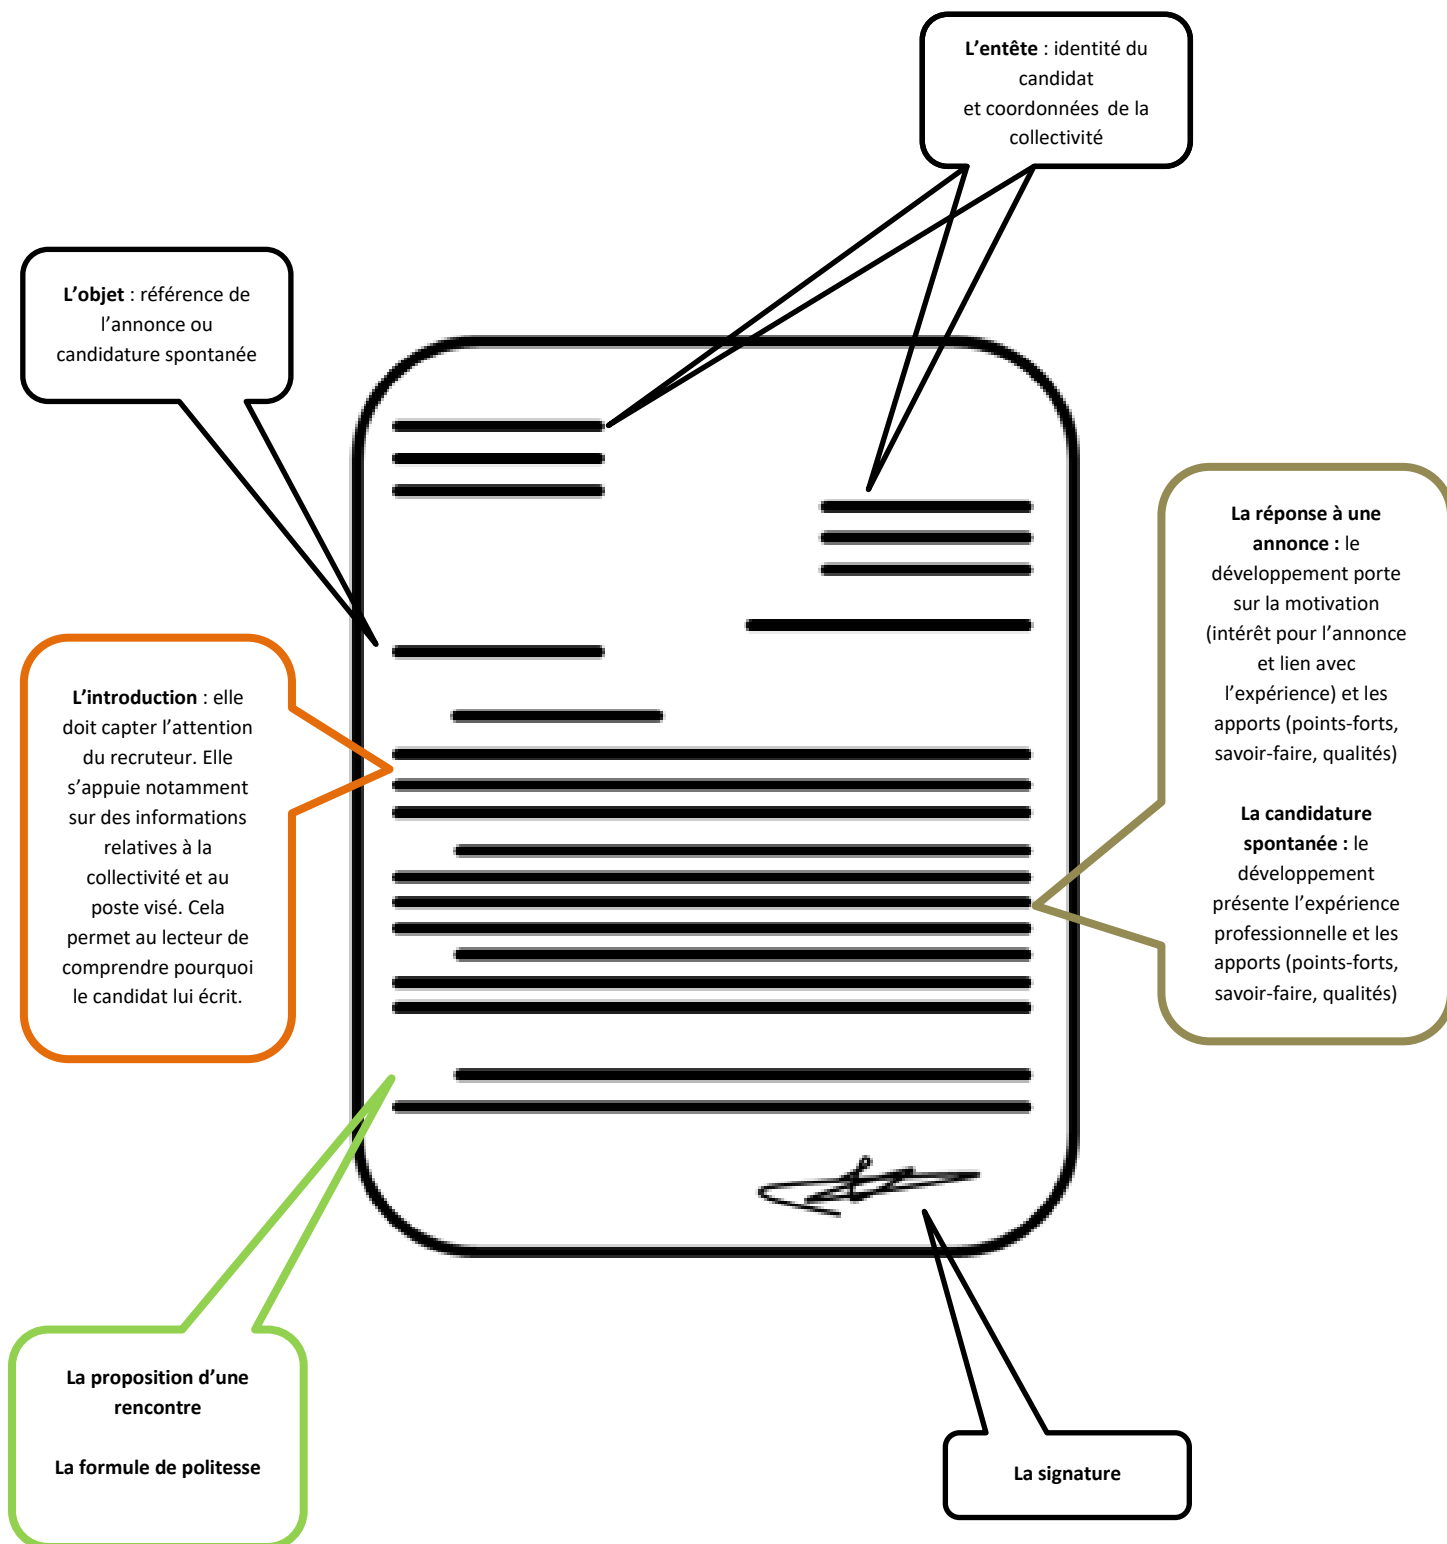 L’entête : identité du
candidat
et coordonnées de la
collectivité
L’objet : référence de
l’annonce ou
candidature spontanée
La réponse à une
annonce : le
développement porte
sur la motivation
(intérêt pour l’annonce
et lien avec
l’expérience) et les
apports (points-forts,
savoir-faire, qualités)
La candidature
spontanée : le
développement
présente l’expérience
professionnelle et les
apports (points-forts,
savoir-faire, qualités)
L’introduction : elle
doit capter l’attention
du recruteur. Elle
s’appuie notamment
sur des informations
relatives à la
collectivité et au
poste visé. Cela
permet au lecteur de
comprendre pourquoi
le candidat lui écrit.
La proposition d’une
rencontre
La formule de politesse
La signature